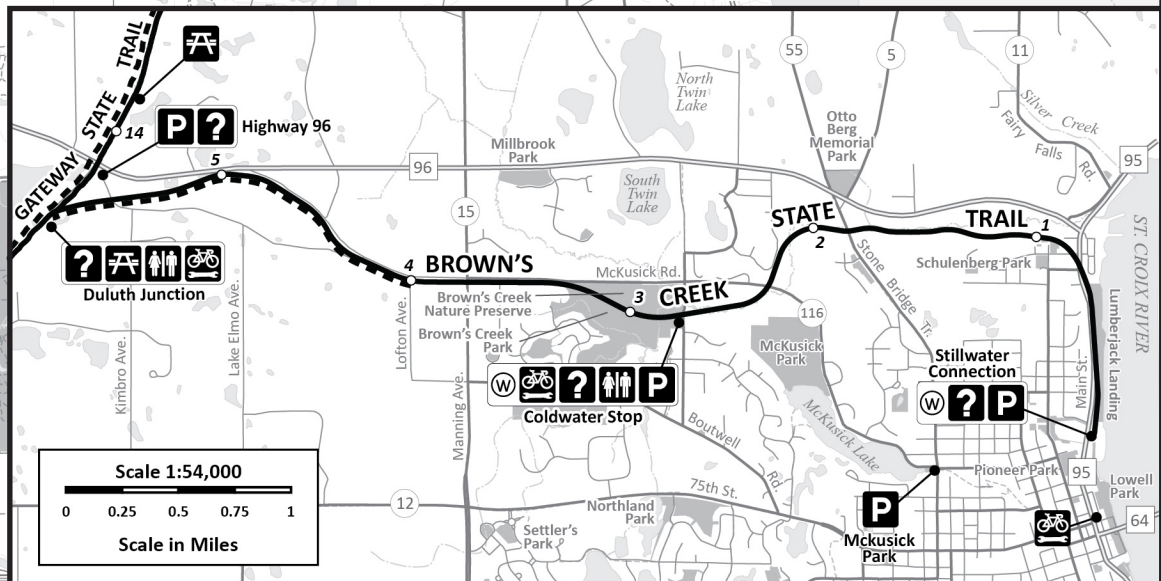 GATEWAY STATE TRAIL
14
P ? Highway 96
5
? Duluth Junction
Kimbro Ave.
Lake Elmo Ave.
4
Lofton Ave.
BROWN'S CREEK STATE TRAIL
96
Millbrook
Park
North
Twin
Lake
South
Twin
Lake
15
Manning Ave.
McKusick Rd.
Brown's Creek
Nature Preserve
Brown's Creek
Park
3
W ? P
Coldwater Stop
Boutwell Rd.
55
5
11
Otto
Berg
Memorial
Park
Silver Creek
Fairy Falls Rd.
95
2
1
Stone Bridge Tr.
Schulenberg Park
ST. CROIX RIVER
Lumberjack Landing
Main St.
116
McKusick
Park
McKusick Lake
Stillwater
Connection
W ? P
Pioneer Park
95
Lowell
Park
64
P
Mckusick
Park
12
75th St.
Northland
Park
Settler's
Park
Scale 1:54,000
0 0.25 0.5 0.75 1
Scale in Miles